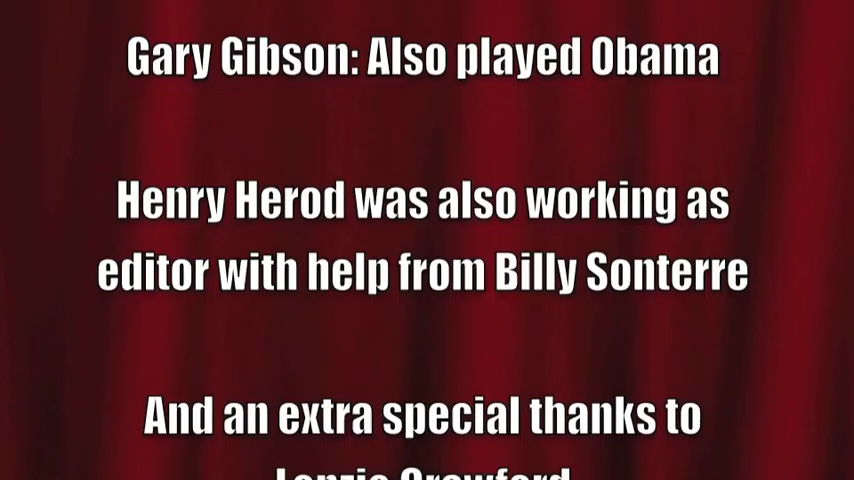 Gary Gibson: Also played Obama
Henry Herod was also working as
editor with help from Billy Sonterre
And an extra special thanks to
Crawford